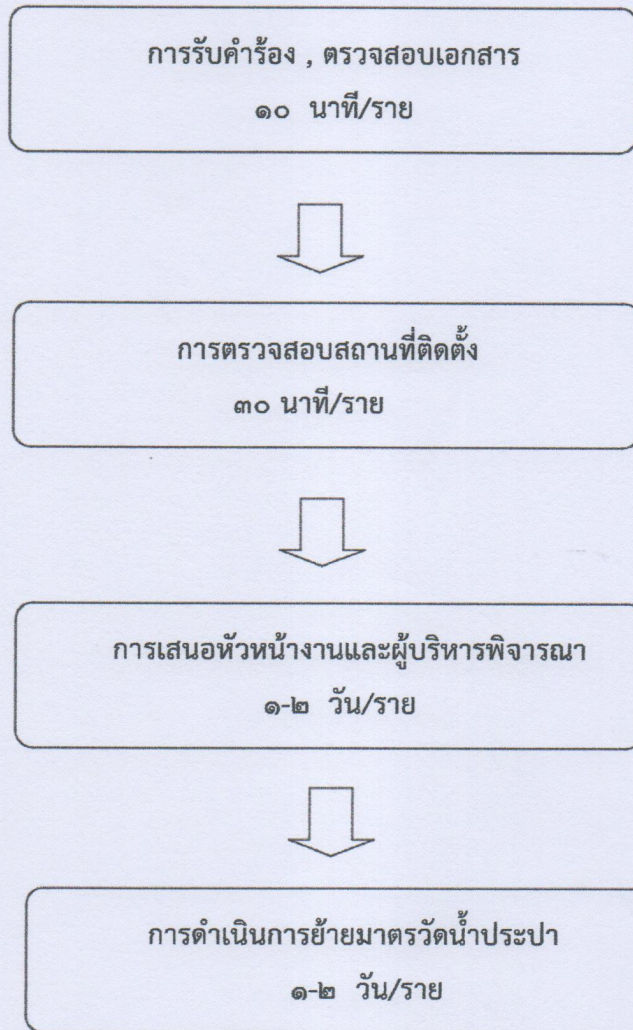 การรับคำร้อง , ตรวจสอบเอกสาร
๑๐ นาที/ราย
การตรวจสอบสถานที่ติดตั้ง
๓๐ นาที/ราย
การเสนอหัวหน้างานและผู้บริหารพิจารณา
๑-๒ วัน/ราย
การดำเนินการย้ายมาตรวัดน้ำประปา
๑-๒ วัน/ราย